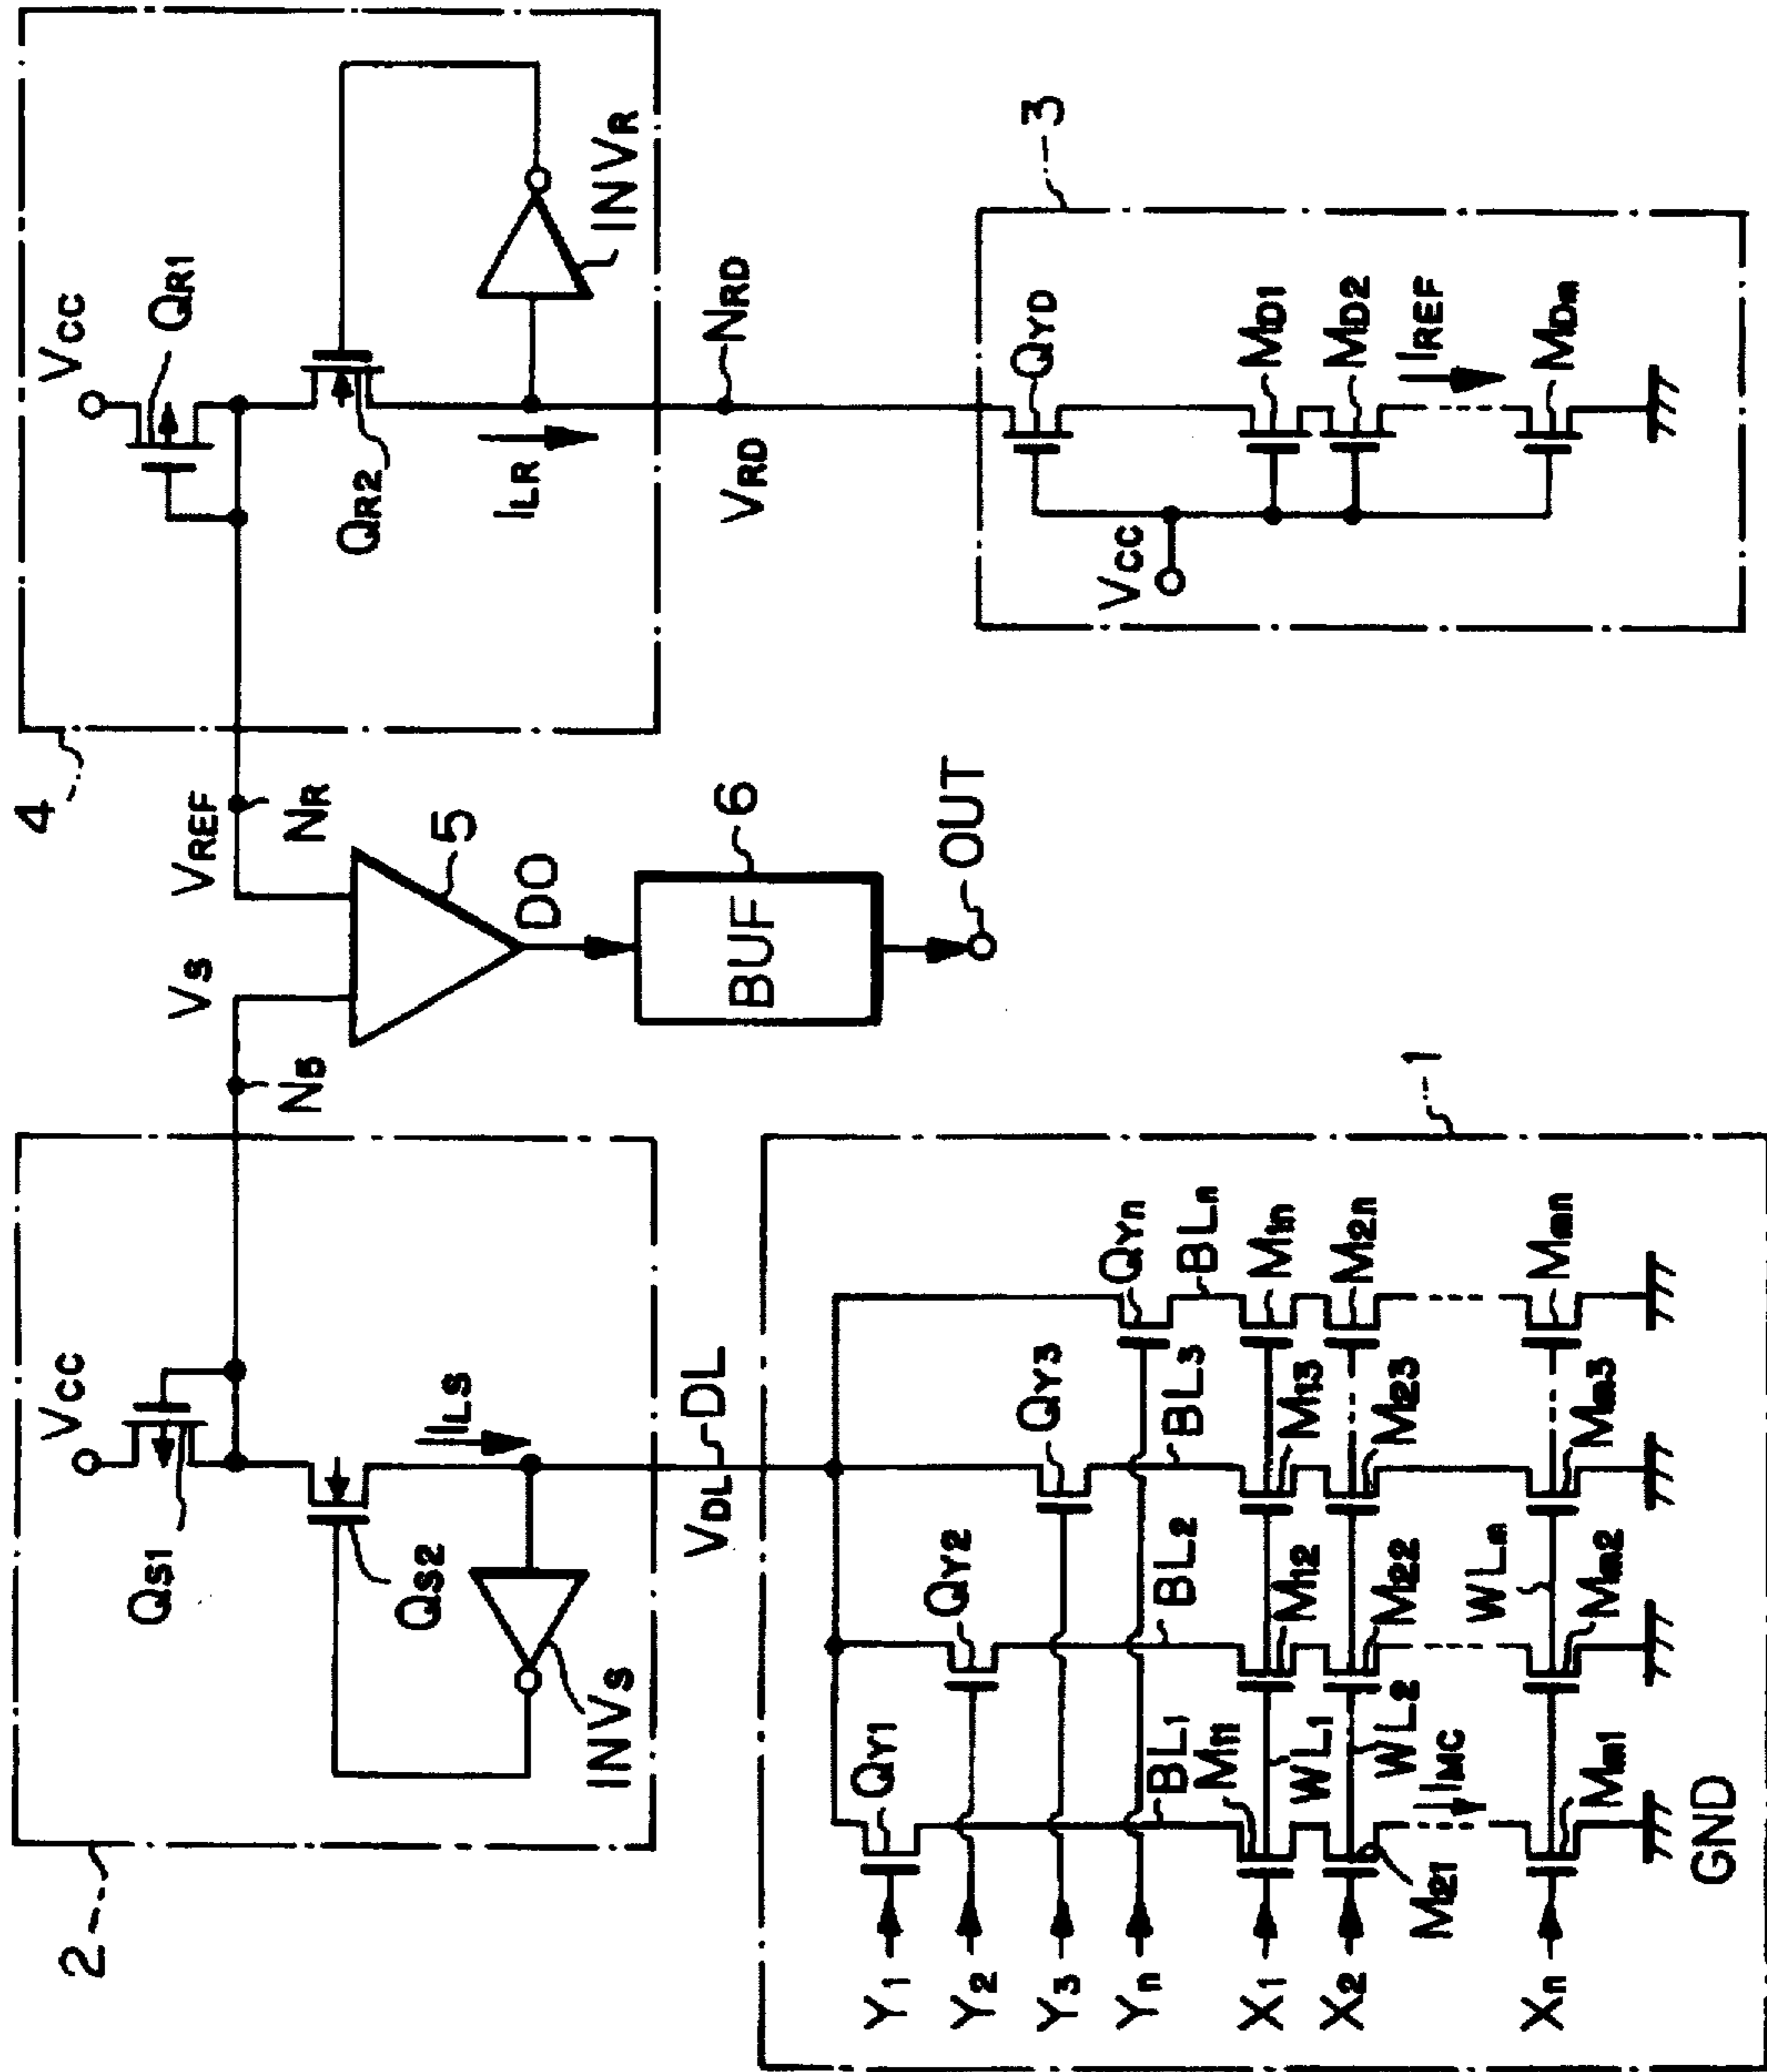 2
VCC
QS1
QS2
ILS
INVS
VDL
DL
NS
VS
VREF
NR
5
DO
BUF
6
OUT
4
VCC
QR1
QR2
ILR
INVR
VRD
NRD
3
QYD
VCC
MD1
MD2
IREF
MDm
1
Y1
Y2
Y3
Yn
X1
X2
Xn
QY1
QY2
QY3
QYn
BL1
BL2
BL3
BLn
M11
M12
M13
M1n
WL1
M21
M22
M23
M2n
WL2
IMC
WLm
Mm1
Mm2
Mm3
Mmn
GND